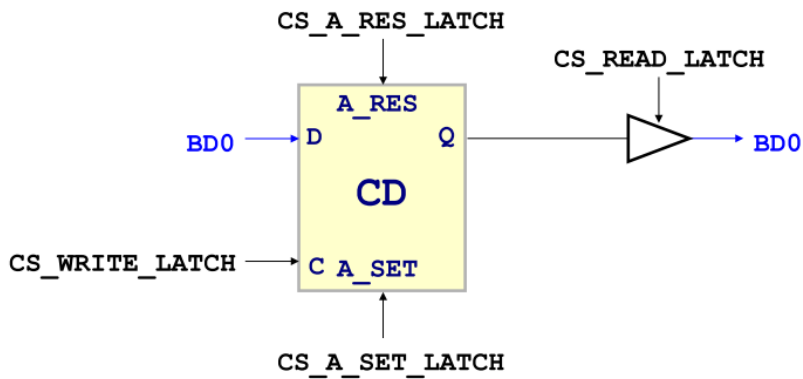 CS_A_RES_LATCH
CS_READ_LATCH
A_RES
BD0
D
Q
BD0
CD
CS_WRITE_LATCH
C
A_SET
CS_A_SET_LATCH